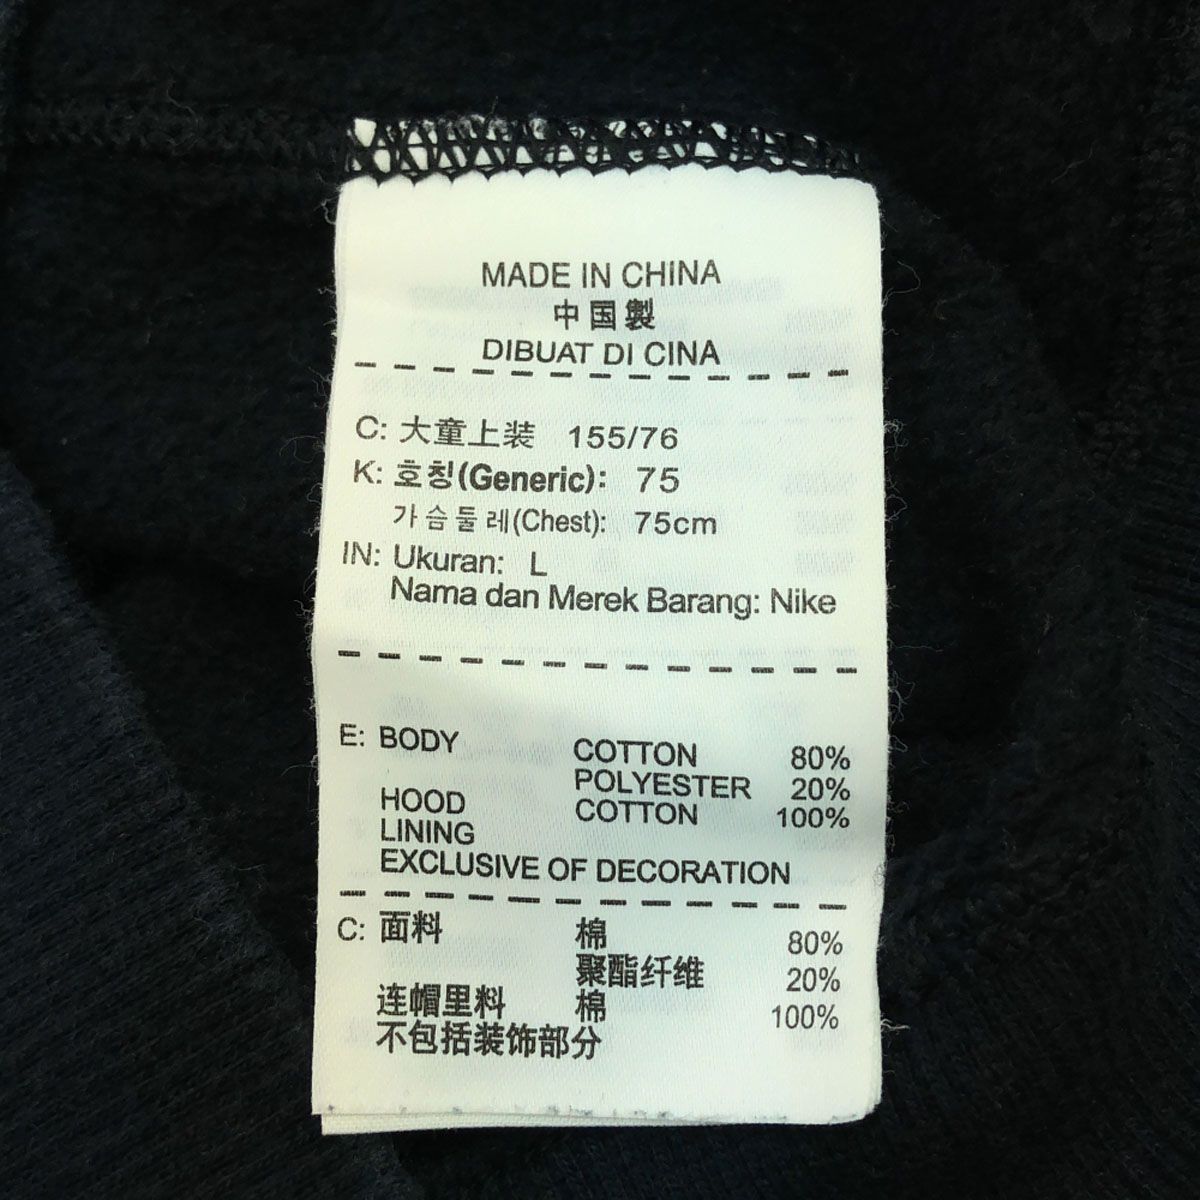 MADE IN CHINA
中国製
DIBUAT DI CINA
C: 大童上装 155/76
K: 호칭(Generic): 75
가슴둘레(Chest): 75cm
IN: Ukuran: L
Nama dan Merek Barang: Nike
E: BODY COTTON 80%
POLYESTER 20%
HOOD COTTON 100%
LINING
EXCLUSIVE OF DECORATION
C: 面料 棉 80%
聚酯纤维 20%
连帽里料 棉 100%
不包括装饰部分